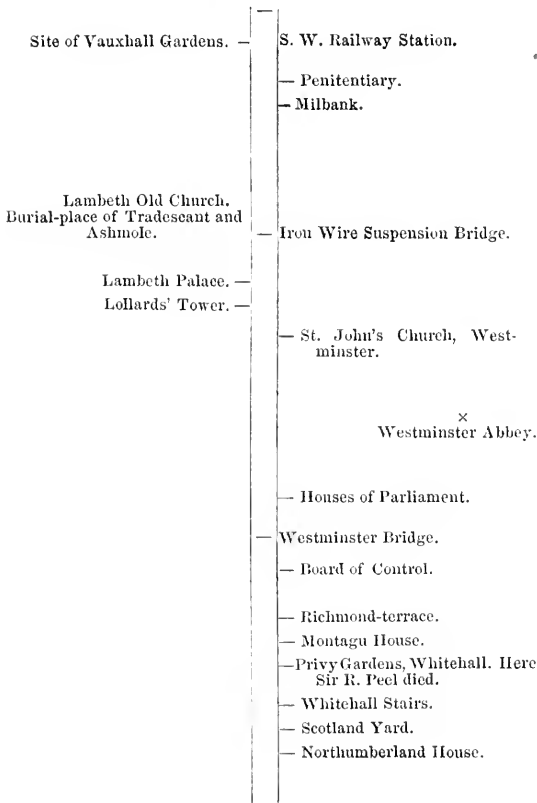 Site of Vauxhall Gardens. —
S. W. Railway Station.
— Penitentiary.
— Milbank.
Lambeth Old Church.
Burial-place of Tradescant and
Ashmole.
— Iron Wire Suspension Bridge.
Lambeth Palace. —
Lollards' Tower. —
— St. John's Church, West-
minster.
×
Westminster Abbey.
— Houses of Parliament.
— Westminster Bridge.
— Board of Control.
— Richmond-terrace.
— Montagu House.
— Privy Gardens, Whitehall. Here
Sir R. Peel died.
— Whitehall Stairs.
— Scotland Yard.
— Northumberland House.